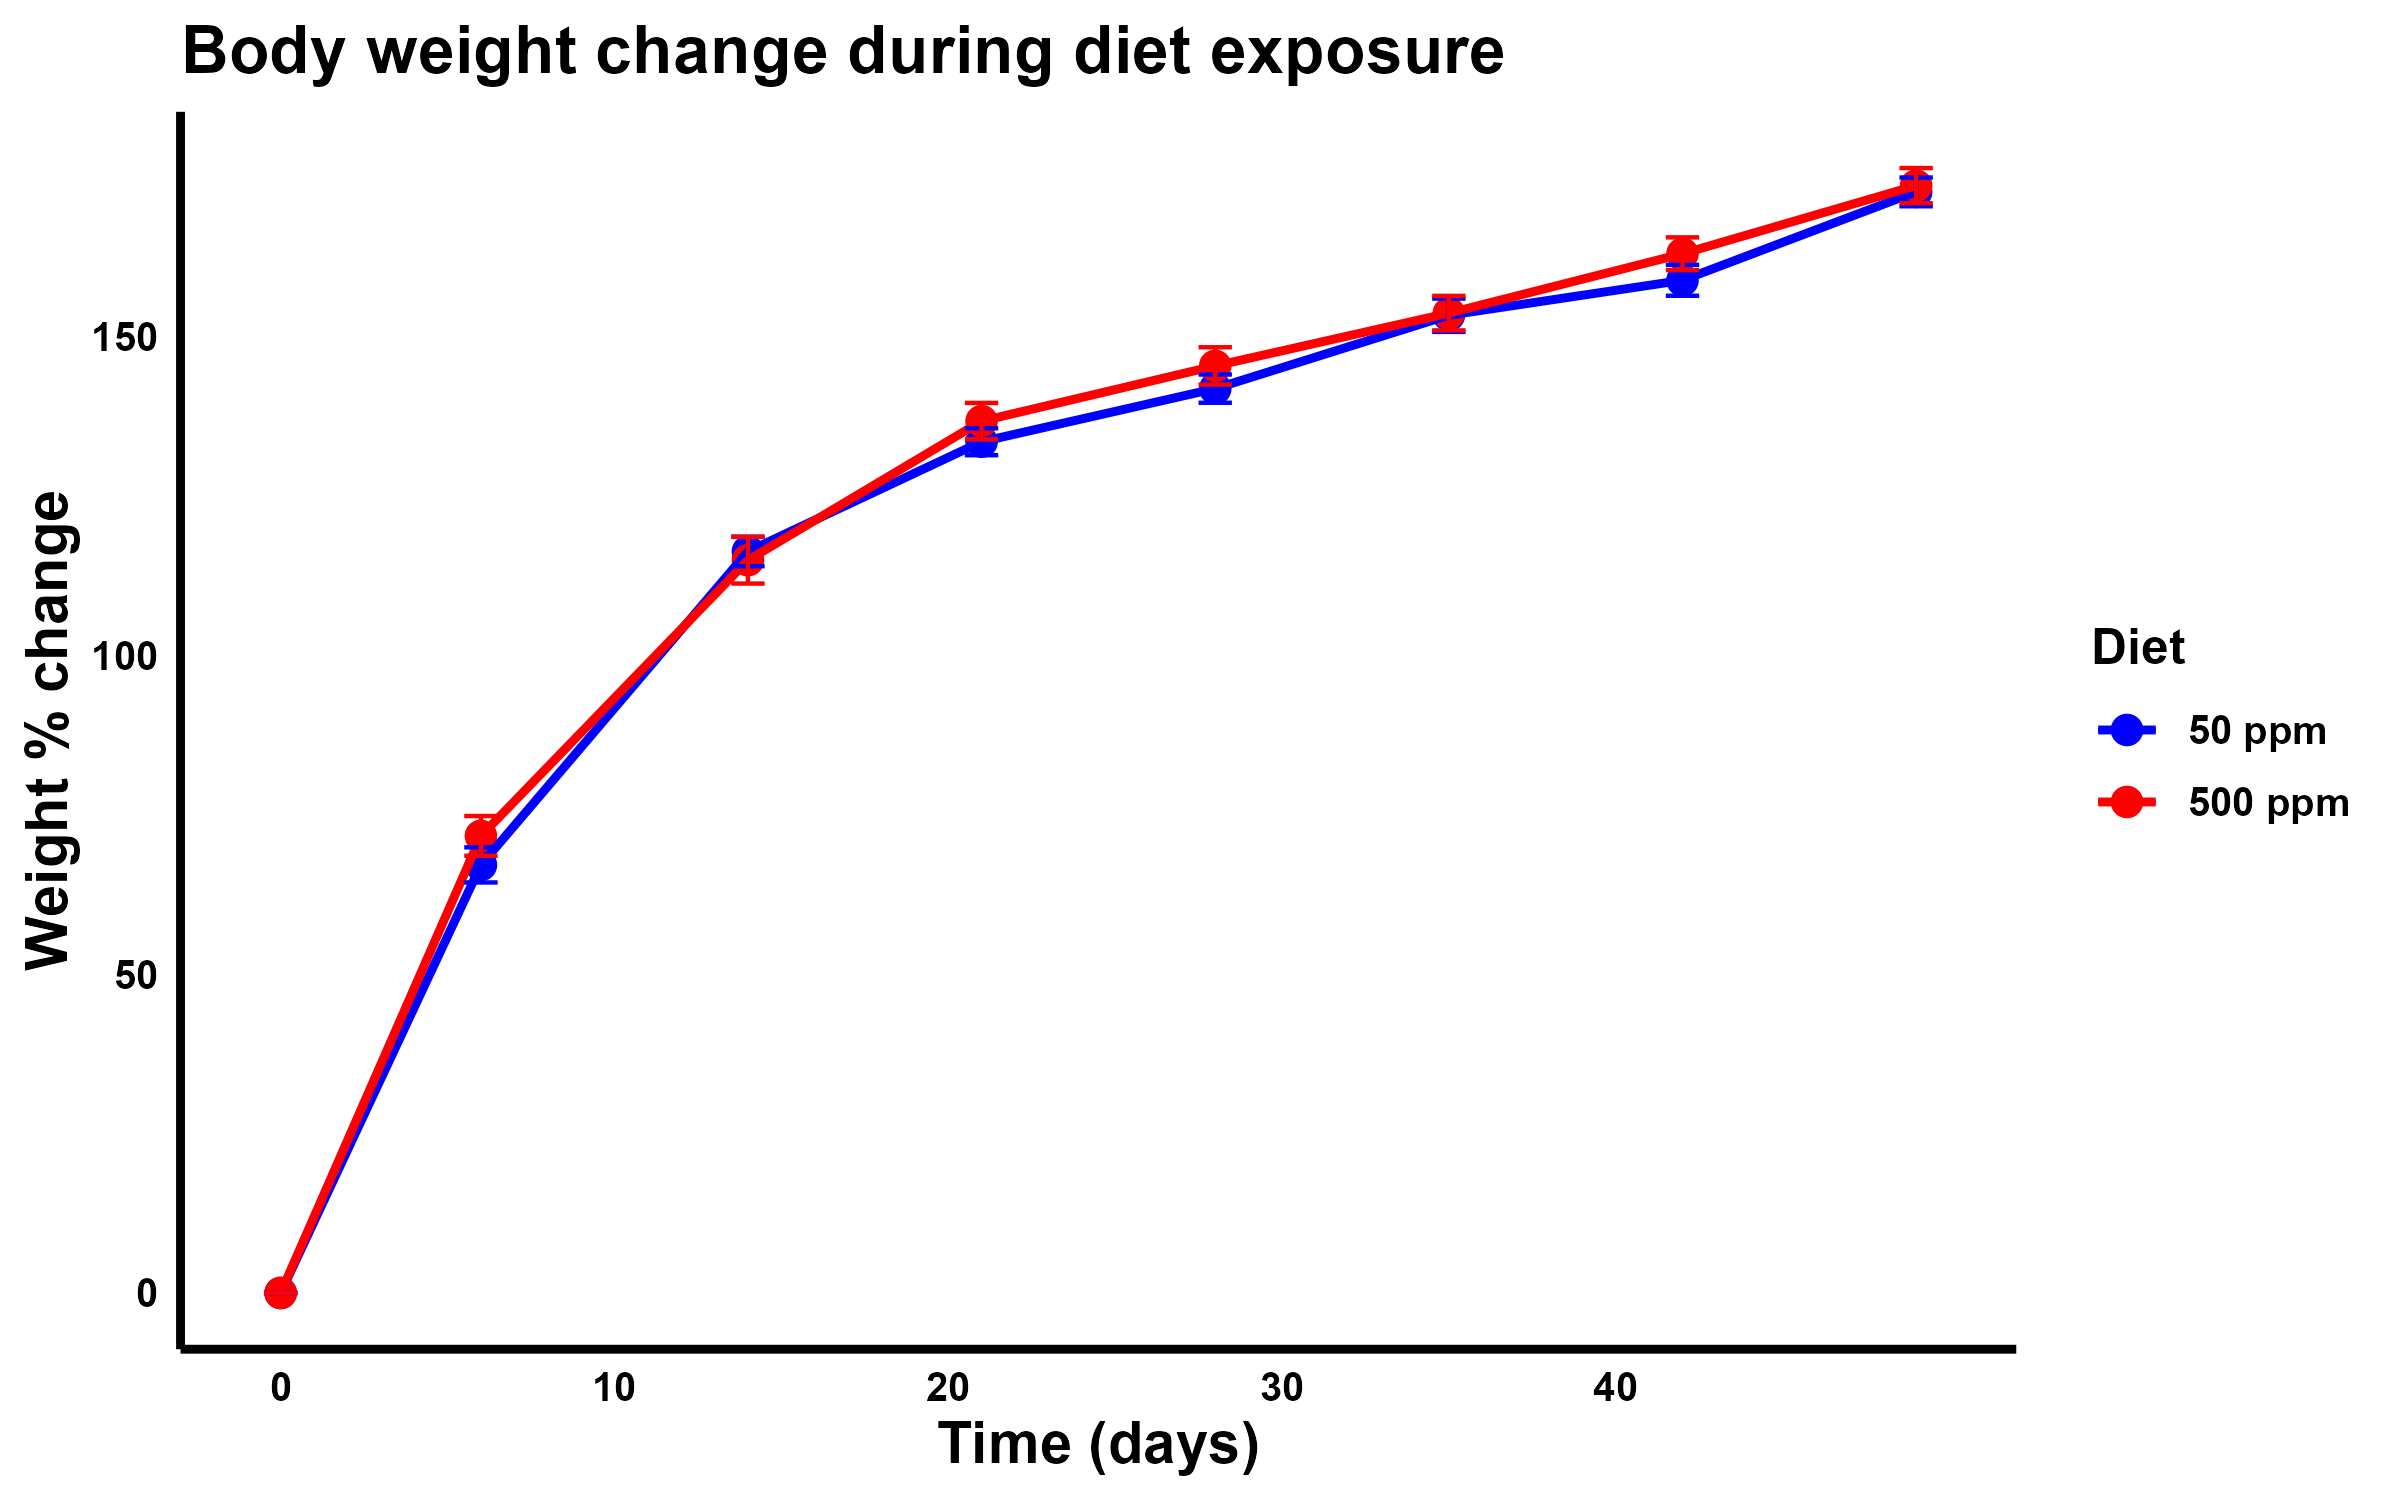 Body weight change during diet exposure
Weight % change
150
100
50
0
0 10 20 30 40
Time (days)
Diet
50 ppm
500 ppm